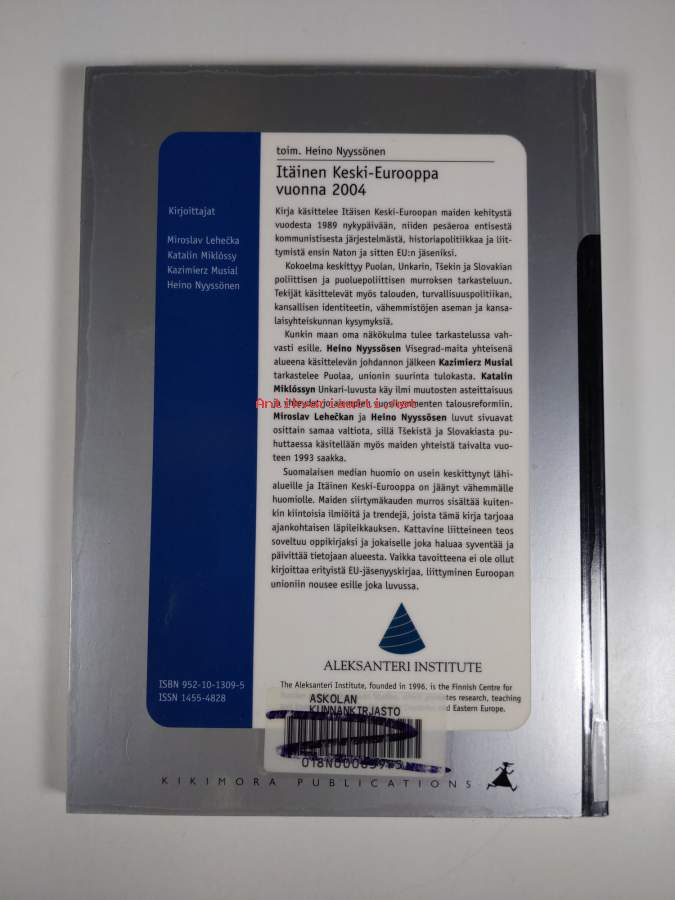 toim. Heino Nyyssönen
Itäinen Keski-Eurooppa
vuonna 2004
Kirjoittajat
Miroslav Lehečka
Katalin Miklóssy
Kazimierz Musial
Heino Nyyssönen
Kirja käsittelee Itäisen Keski-Euroopan maiden kehitystä
vuodesta 1989 nykypäivään, niiden pesäeroa entisestä
kommunistisesta järjestelmästä, historiapolitiikkaa ja liit-
tymistä ensin Naton ja sitten EU:n jäseniksi.
Kokoelma keskittyy Puolan, Unkarin, Tšekin ja Slovakian
poliittisen ja puoluepoliittisen murroksen tarkasteluun.
Tekijät käsittelevät myös talouden, turvallisuuspolitiikan,
kansallisen identiteetin, vähemmistöjen aseman ja kansa-
laisyhteiskunnan kysymyksiä.
Kunkin maan oma näkökulma tulee tarkastelussa vah-
vasti esille. Heino Nyyssösen Visegrad-maita yhteisenä
alueena käsittelevän johdannon jälkeen Kazimierz Musial
tarkastelee Puolaa, unionin suurinta tulokasta. Katalin
Miklóssyn Unkari-luvusta käy ilmi muutosten asteittaisuus
Antikvariaatti.net
talousreformiin.
Miroslav Lehečkan ja Heino Nyyssösen luvut sivuavat
osittain samaa valtiota, sillä Tšekistä ja Slovakiasta pu-
huttaessa käsitellään myös maiden yhteistä taivalta vuo-
teen 1993 saakka.
Suomalaisen median huomio on usein keskittynyt lähi-
alueille ja Itäinen Keski-Eurooppa on jäänyt vähemmälle
huomiolle. Maiden siirtymäkauden murros sisältää kuiten-
kin kiintoisia ilmiöitä ja trendejä, joista tämä kirja tarjoaa
ajankohtaisen läpileikkauksen. Kattavine liitteineen teos
soveltuu oppikirjaksi ja jokaiselle joka haluaa syventää ja
päivittää tietojaan alueesta. Vaikka tavoitteena ei ole ollut
kirjoittaa erityistä EU-jäsenyyskirjaa, liittyminen Euroopan
unioniin nousee esille joka luvussa.
ALEKSANTERI INSTITUTE
The Aleksanteri Institute, founded in 1996, is the Finnish Centre for
research, teaching
Eastern Europe.
ISBN 952-10-1309-5
ISSN 1455-4828
ASKOLAN
KUNNANKIRJASTO
KIKIMORA PUBLICATIONS